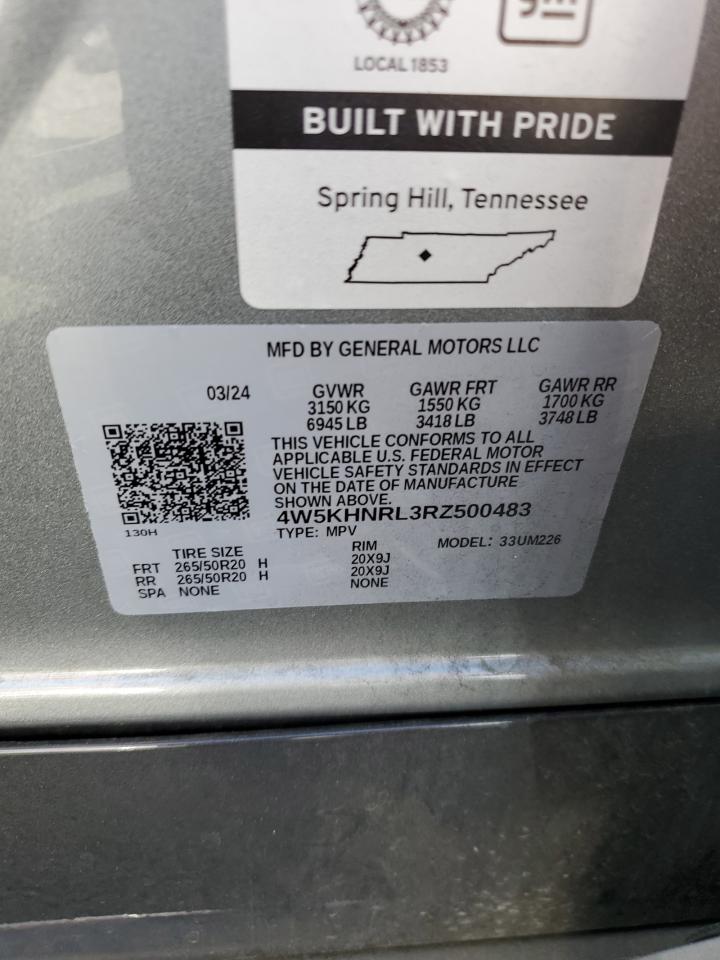 gm
LOCAL 1853
BUILT WITH PRIDE
Spring Hill, Tennessee
MFD BY GENERAL MOTORS LLC
03/24 GVWR GAWR FRT GAWR RR
3150 KG 1550 KG 1700 KG
6945 LB 3418 LB 3748 LB
THIS VEHICLE CONFORMS TO ALL
APPLICABLE U.S. FEDERAL MOTOR
VEHICLE SAFETY STANDARDS IN EFFECT
ON THE DATE OF MANUFACTURE
SHOWN ABOVE.
4W5KHNRL3RZ500483
130H TYPE: MPV MODEL: 33UM226
TIRE SIZE RIM
FRT 265/50R20 H 20X9J
RR 265/50R20 H 20X9J
SPA NONE NONE